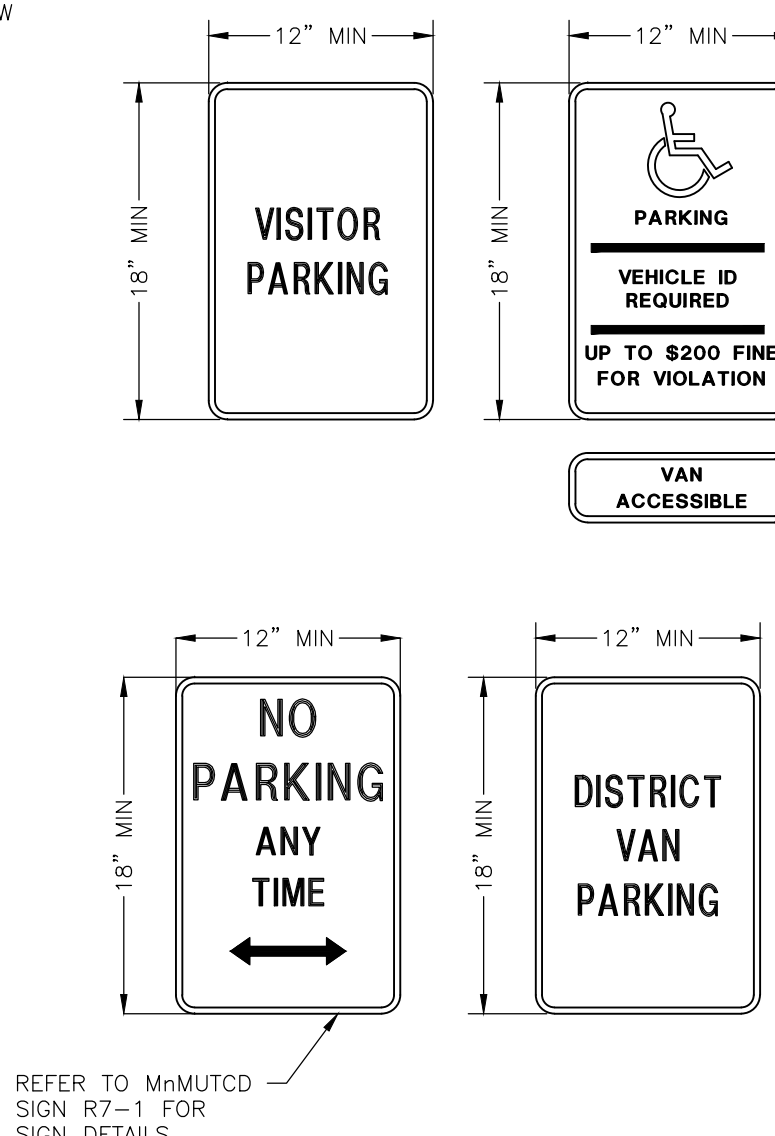 W
12" MIN
18" MIN
VISITOR
PARKING
12" MIN
18" MIN
PARKING
VEHICLE ID
REQUIRED
UP TO $200 FINE
FOR VIOLATION
VAN
ACCESSIBLE
12" MIN
18" MIN
NO
PARKING
ANY
TIME
12" MIN
18" MIN
DISTRICT
VAN
PARKING
REFER TO MnMUTCD
SIGN R7-1 FOR
SIGN DETAILS